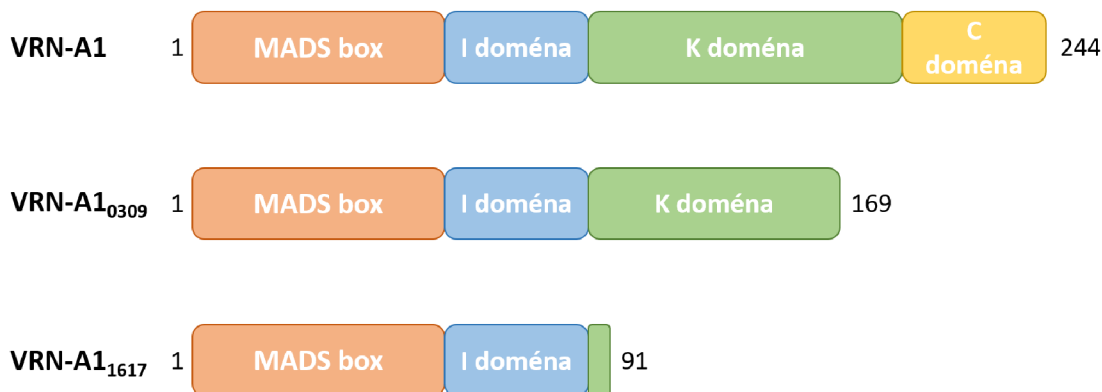 VRN-A1 1 MADS box I doména K doména C doména 244
VRN-A1₀₃₀₉ 1 MADS box I doména K doména 169
VRN-A1₁₆₁₇ 1 MADS box I doména 91